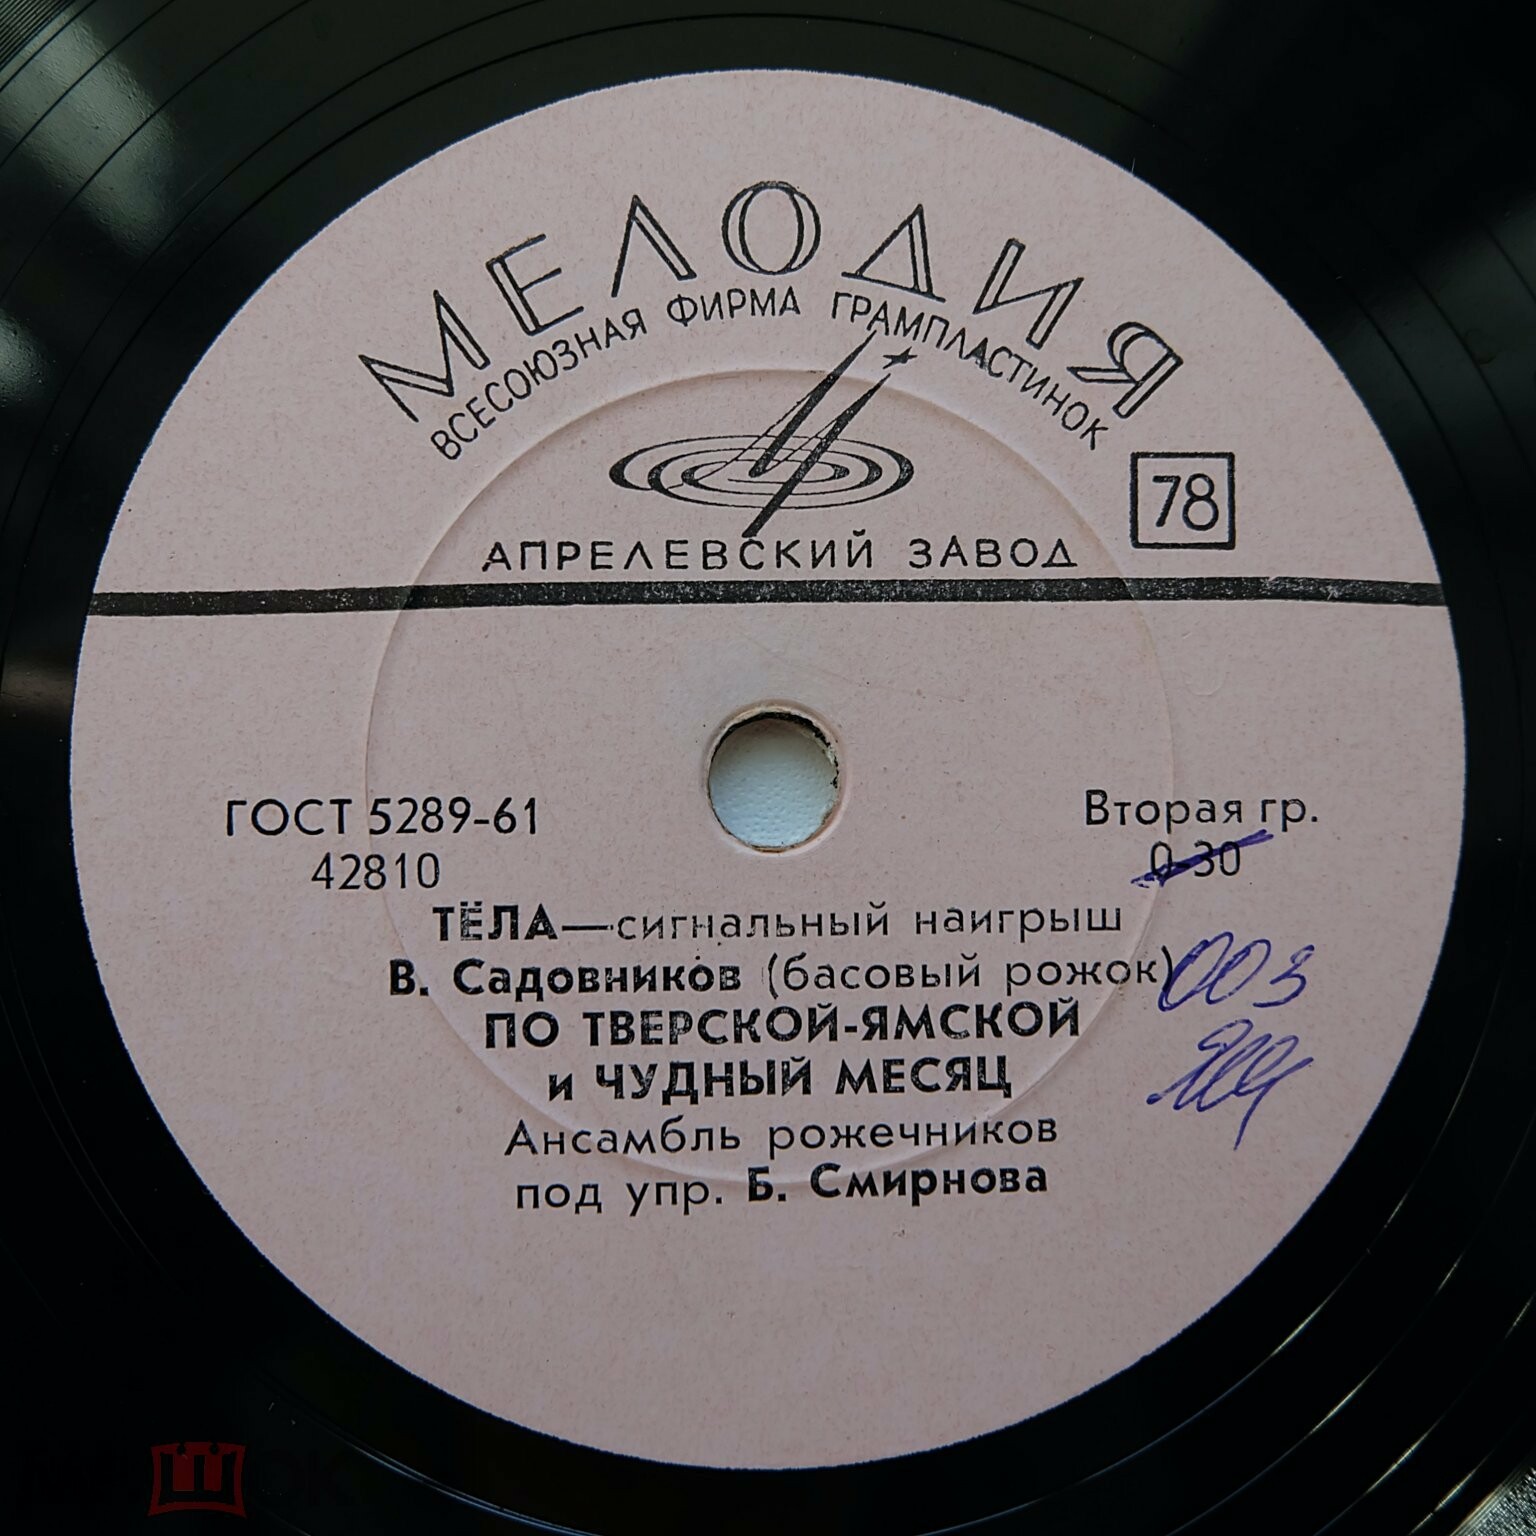 МЕЛОДИЯ
ВСЕСОЮЗНАЯ ФИРМА ГРАМПЛАСТИНОК
78
АПРЕЛЕВСКИЙ ЗАВОД
ГОСТ 5289-61
42810
Вторая гр.
0-30
ТЁЛА—сигнальный наигрыш
В. Садовников (басовый рожок)
003
ПО ТВЕРСКОЙ-ЯМСКОЙ
и ЧУДНЫЙ МЕСЯЦ
Ансамбль рожечников
под упр. Б. Смирнова